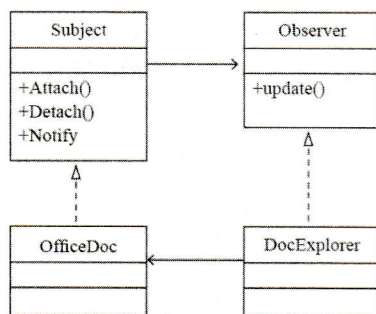 Subject
Observer
+Attach()
+Detach()
+Notify
+update()
OfficeDoc
DocExplorer